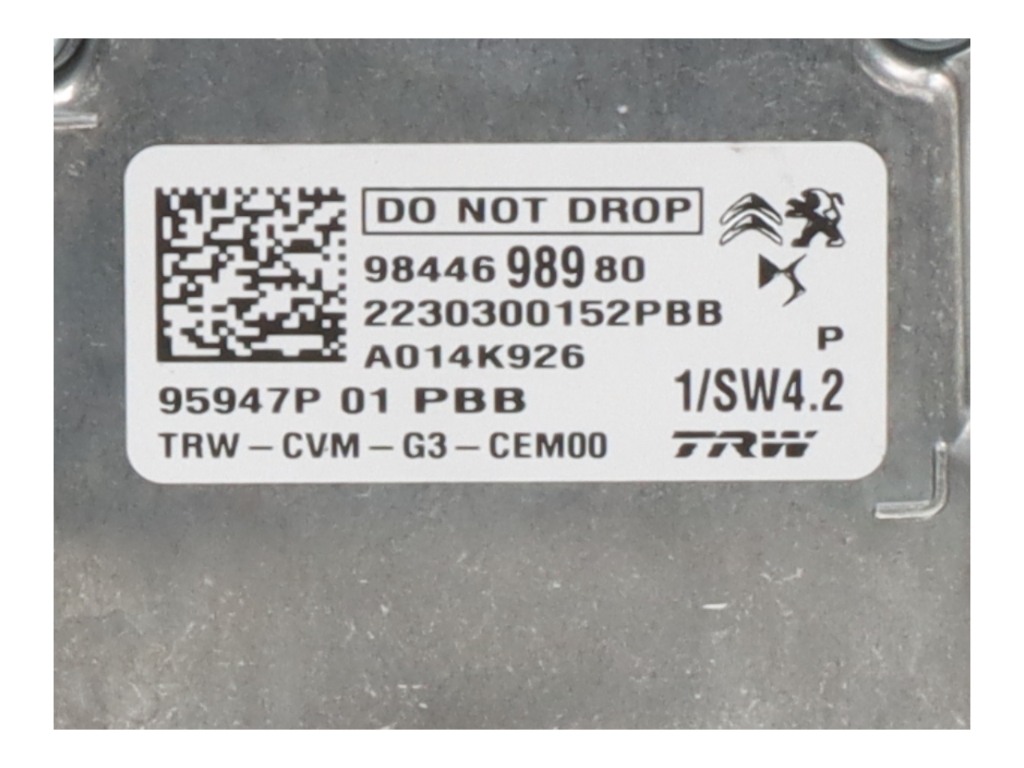 DO NOT DROP
98446 989 80
2230300152PBB
A014K926
P
95947P 01 PBB
1/SW4.2
TRW-CVM-G3-CEM00
TRW